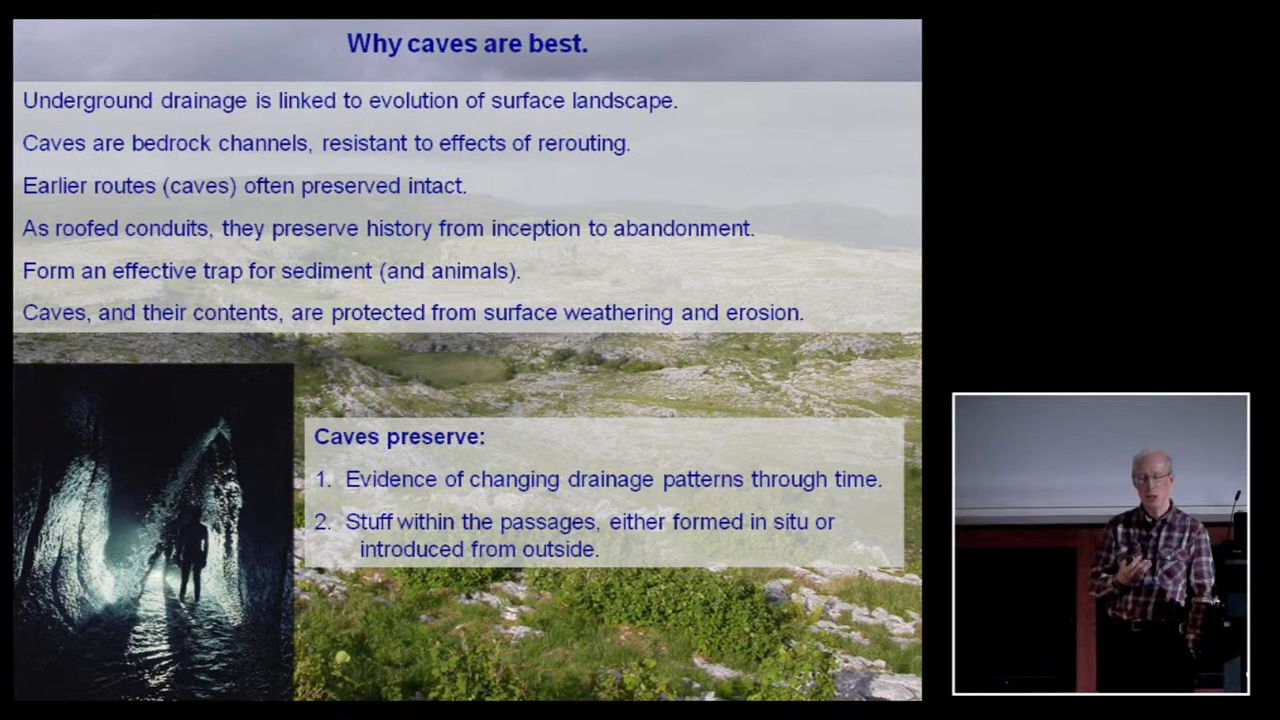 Why caves are best.
Underground drainage is linked to evolution of surface landscape.
Caves are bedrock channels, resistant to effects of rerouting.
Earlier routes (caves) often preserved intact.
As roofed conduits, they preserve history from inception to abandonment.
Form an effective trap for sediment (and animals).
Caves, and their contents, are protected from surface weathering and erosion.
Caves preserve:
1. Evidence of changing drainage patterns through time.
2. Stuff within the passages, either formed in situ or
introduced from outside.